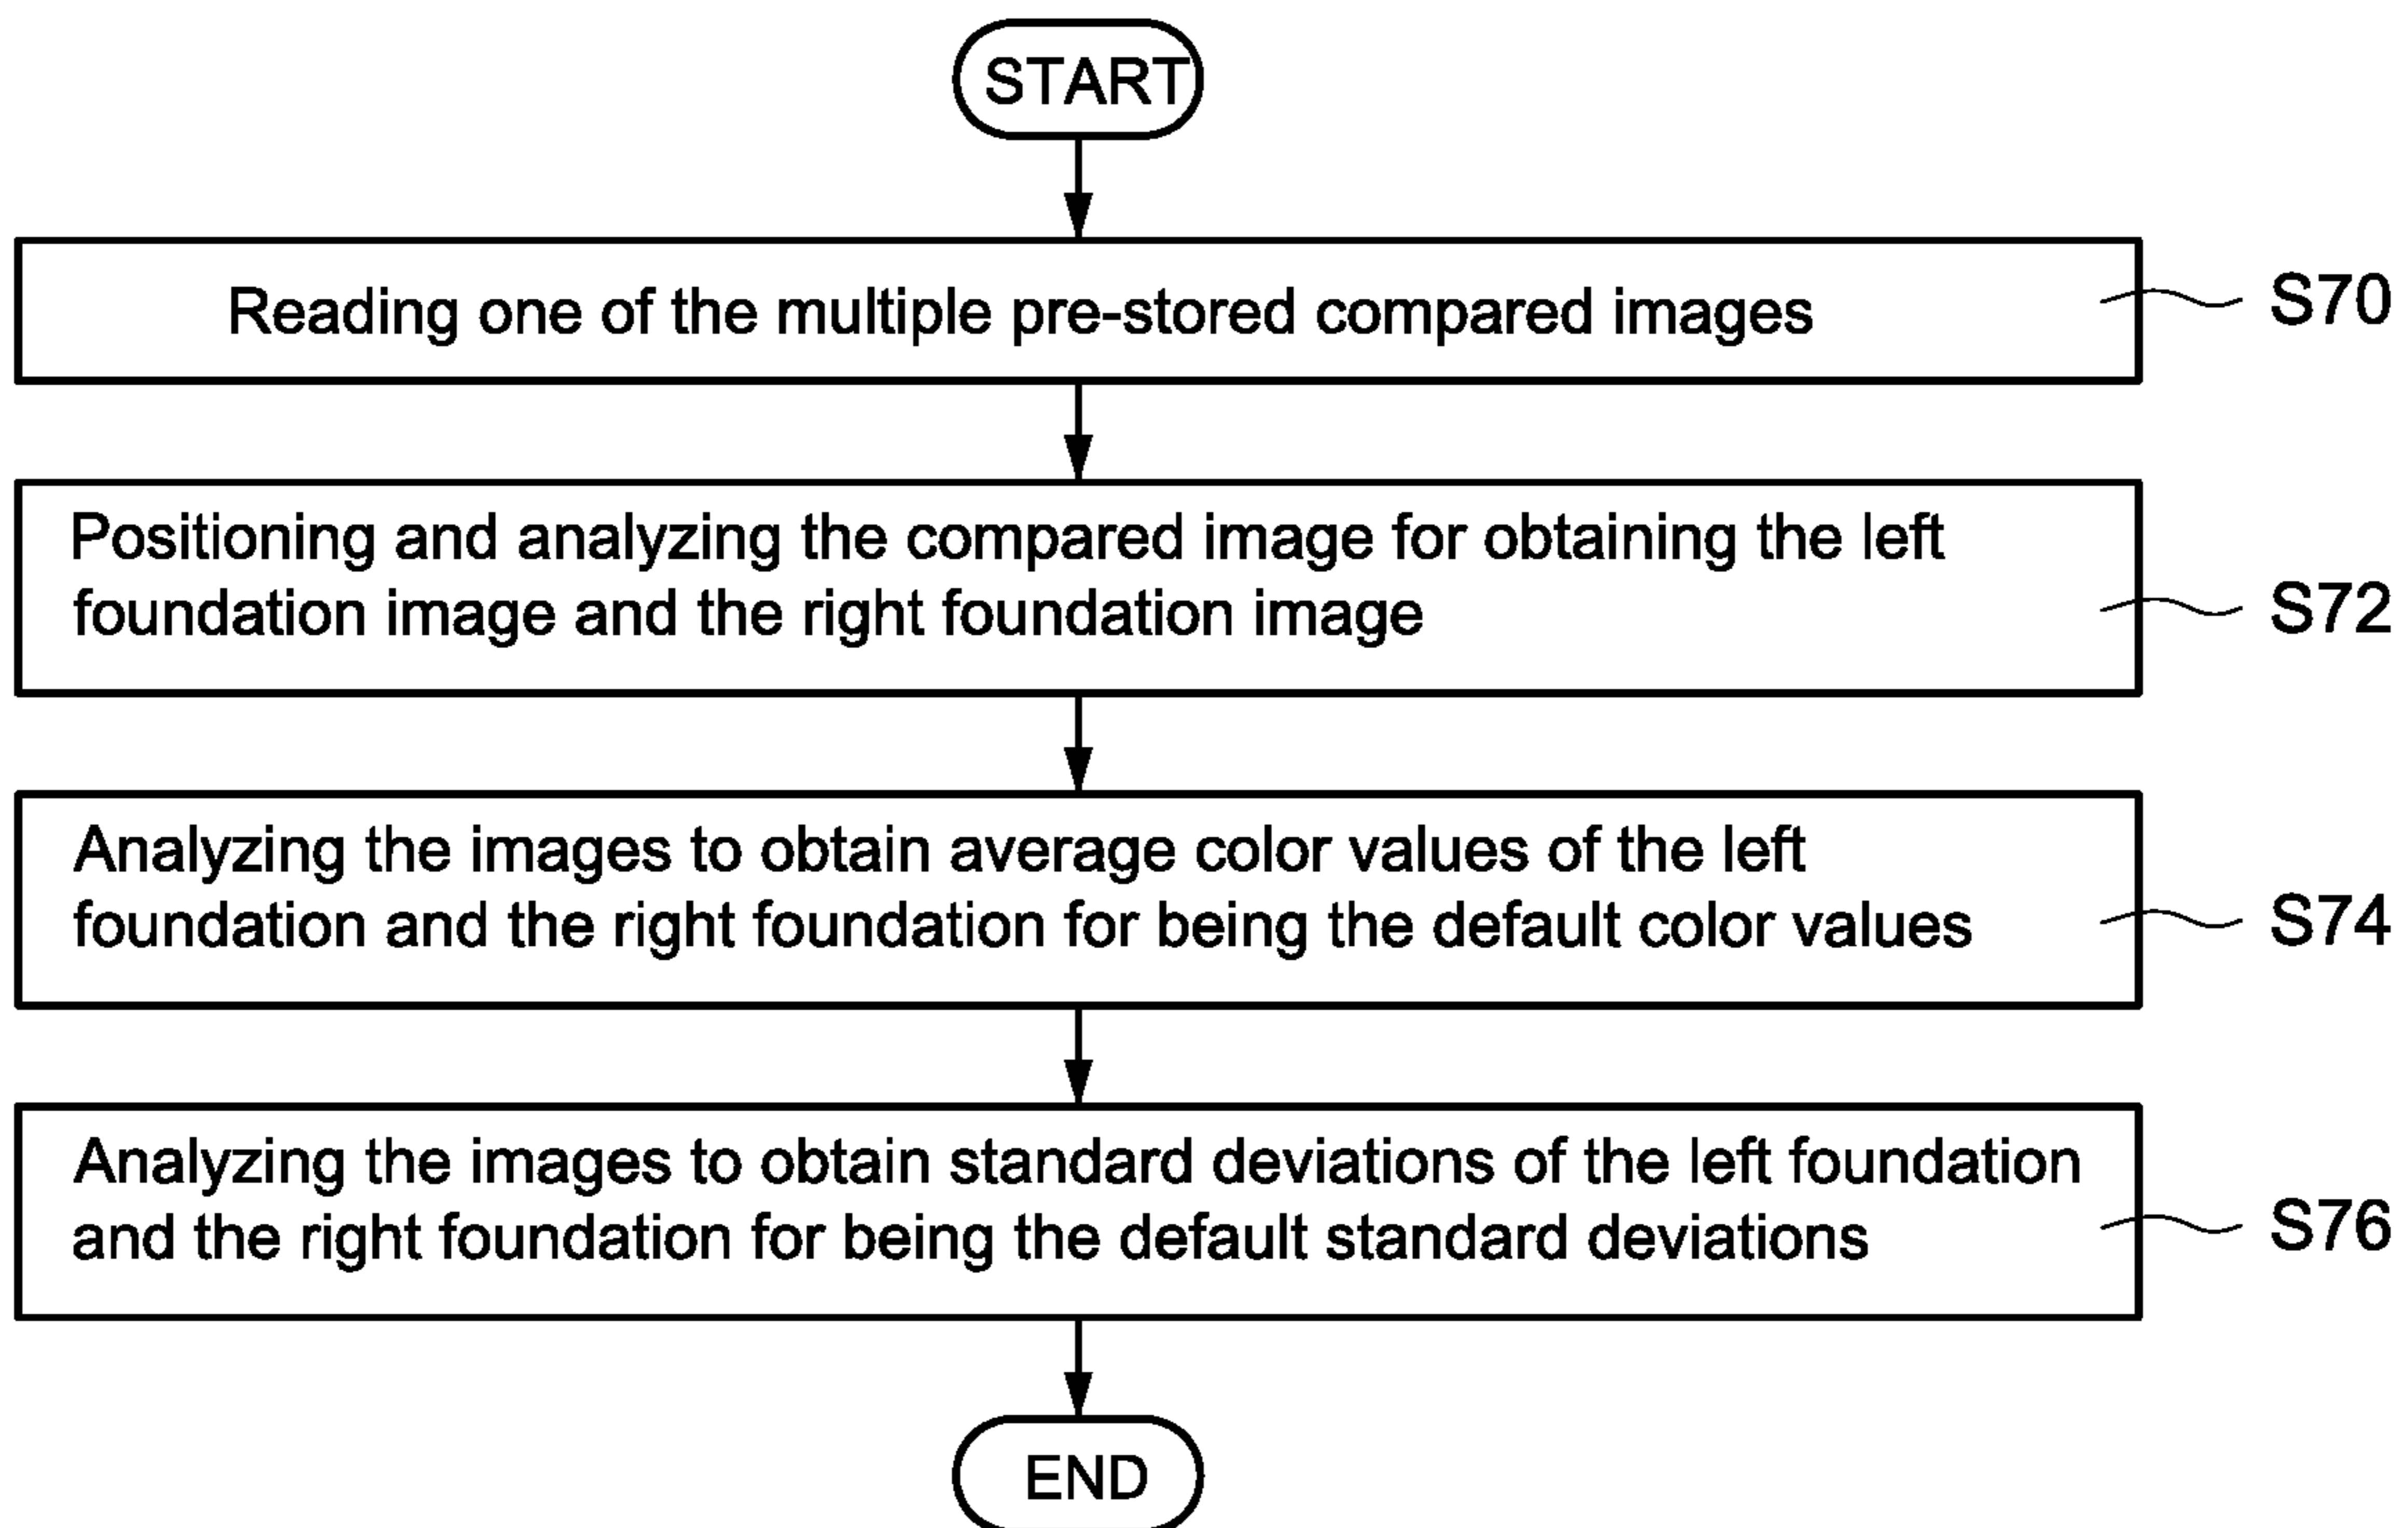 START
Reading one of the multiple pre-stored compared images
S70
Positioning and analyzing the compared image for obtaining the left
foundation image and the right foundation image
S72
Analyzing the images to obtain average color values of the left
foundation and the right foundation for being the default color values
S74
Analyzing the images to obtain standard deviations of the left foundation
and the right foundation for being the default standard deviations
S76
END